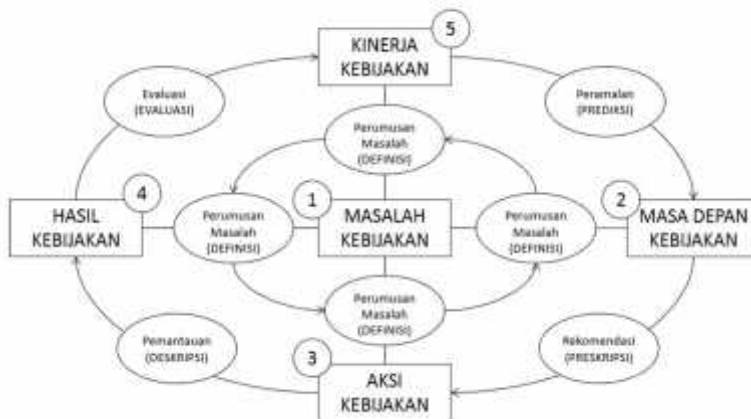 5
KINERJA
KEBIJAKAN
Evaluasi
(EVALUASI)
Peramalan
(PREDIKSI)
Perumusan
Masalah
(DEFINISI)
4
HASIL
KEBIJAKAN
Perumusan
Masalah
(DEFINISI)
1
MASALAH
KEBIJAKAN
Perumusan
Masalah
(DEFINISI)
2
MASA DEPAN
KEBIJAKAN
Perumusan
Masalah
(DEFINISI)
Pemantauan
(DESKRIPSI)
3
AKSI
KEBIJAKAN
Rekomendasi
(PRESKRIPSI)